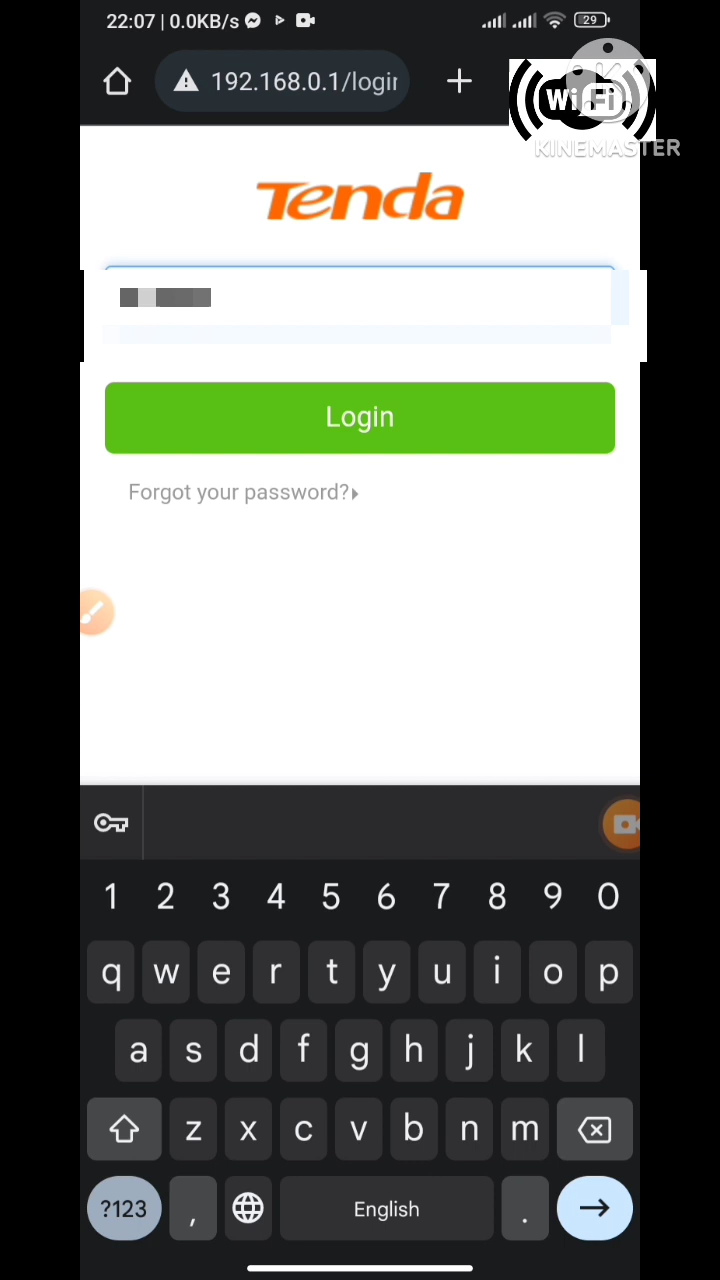 22:07 | 0.0KB/s
29
192.168.0.1/login
WiFi
KINEMASTER
Tenda
Login
Forgot your password?
1 2 3 4 5 6 7 8 9 0
q w e r t y u i o p
a s d f g h j k l
z x c v b n m
?123 , English .